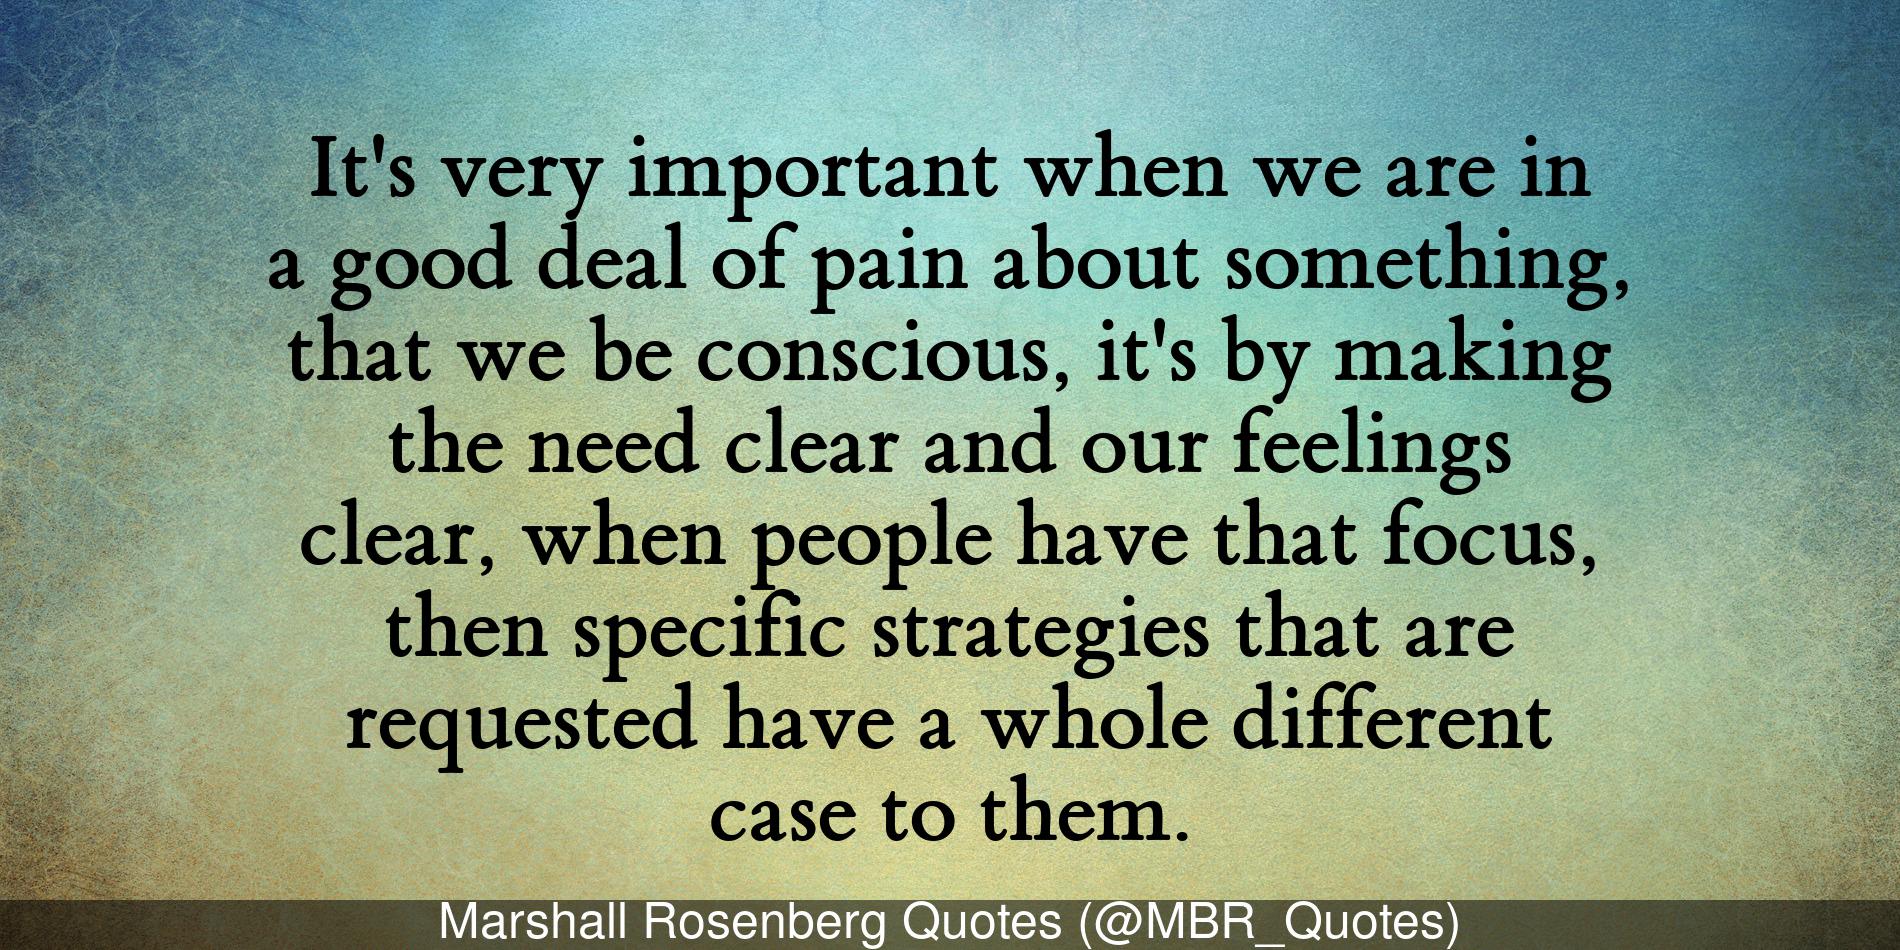 It's very important when we are in
a good deal of pain about something,
that we be conscious, it's by making
the need clear and our feelings
clear, when people have that focus,
then specific strategies that are
requested have a whole different
case to them.
Marshall Rosenberg Quotes (@MBR_Quotes)